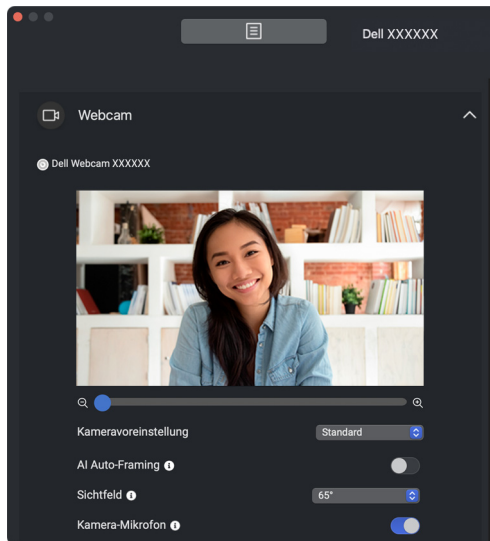 Dell XXXXXX
Webcam
Dell Webcam XXXXXX
Kameravoreinstellung
Standard
AI Auto-Framing
Sichtfeld
65°
Kamera-Mikrofon